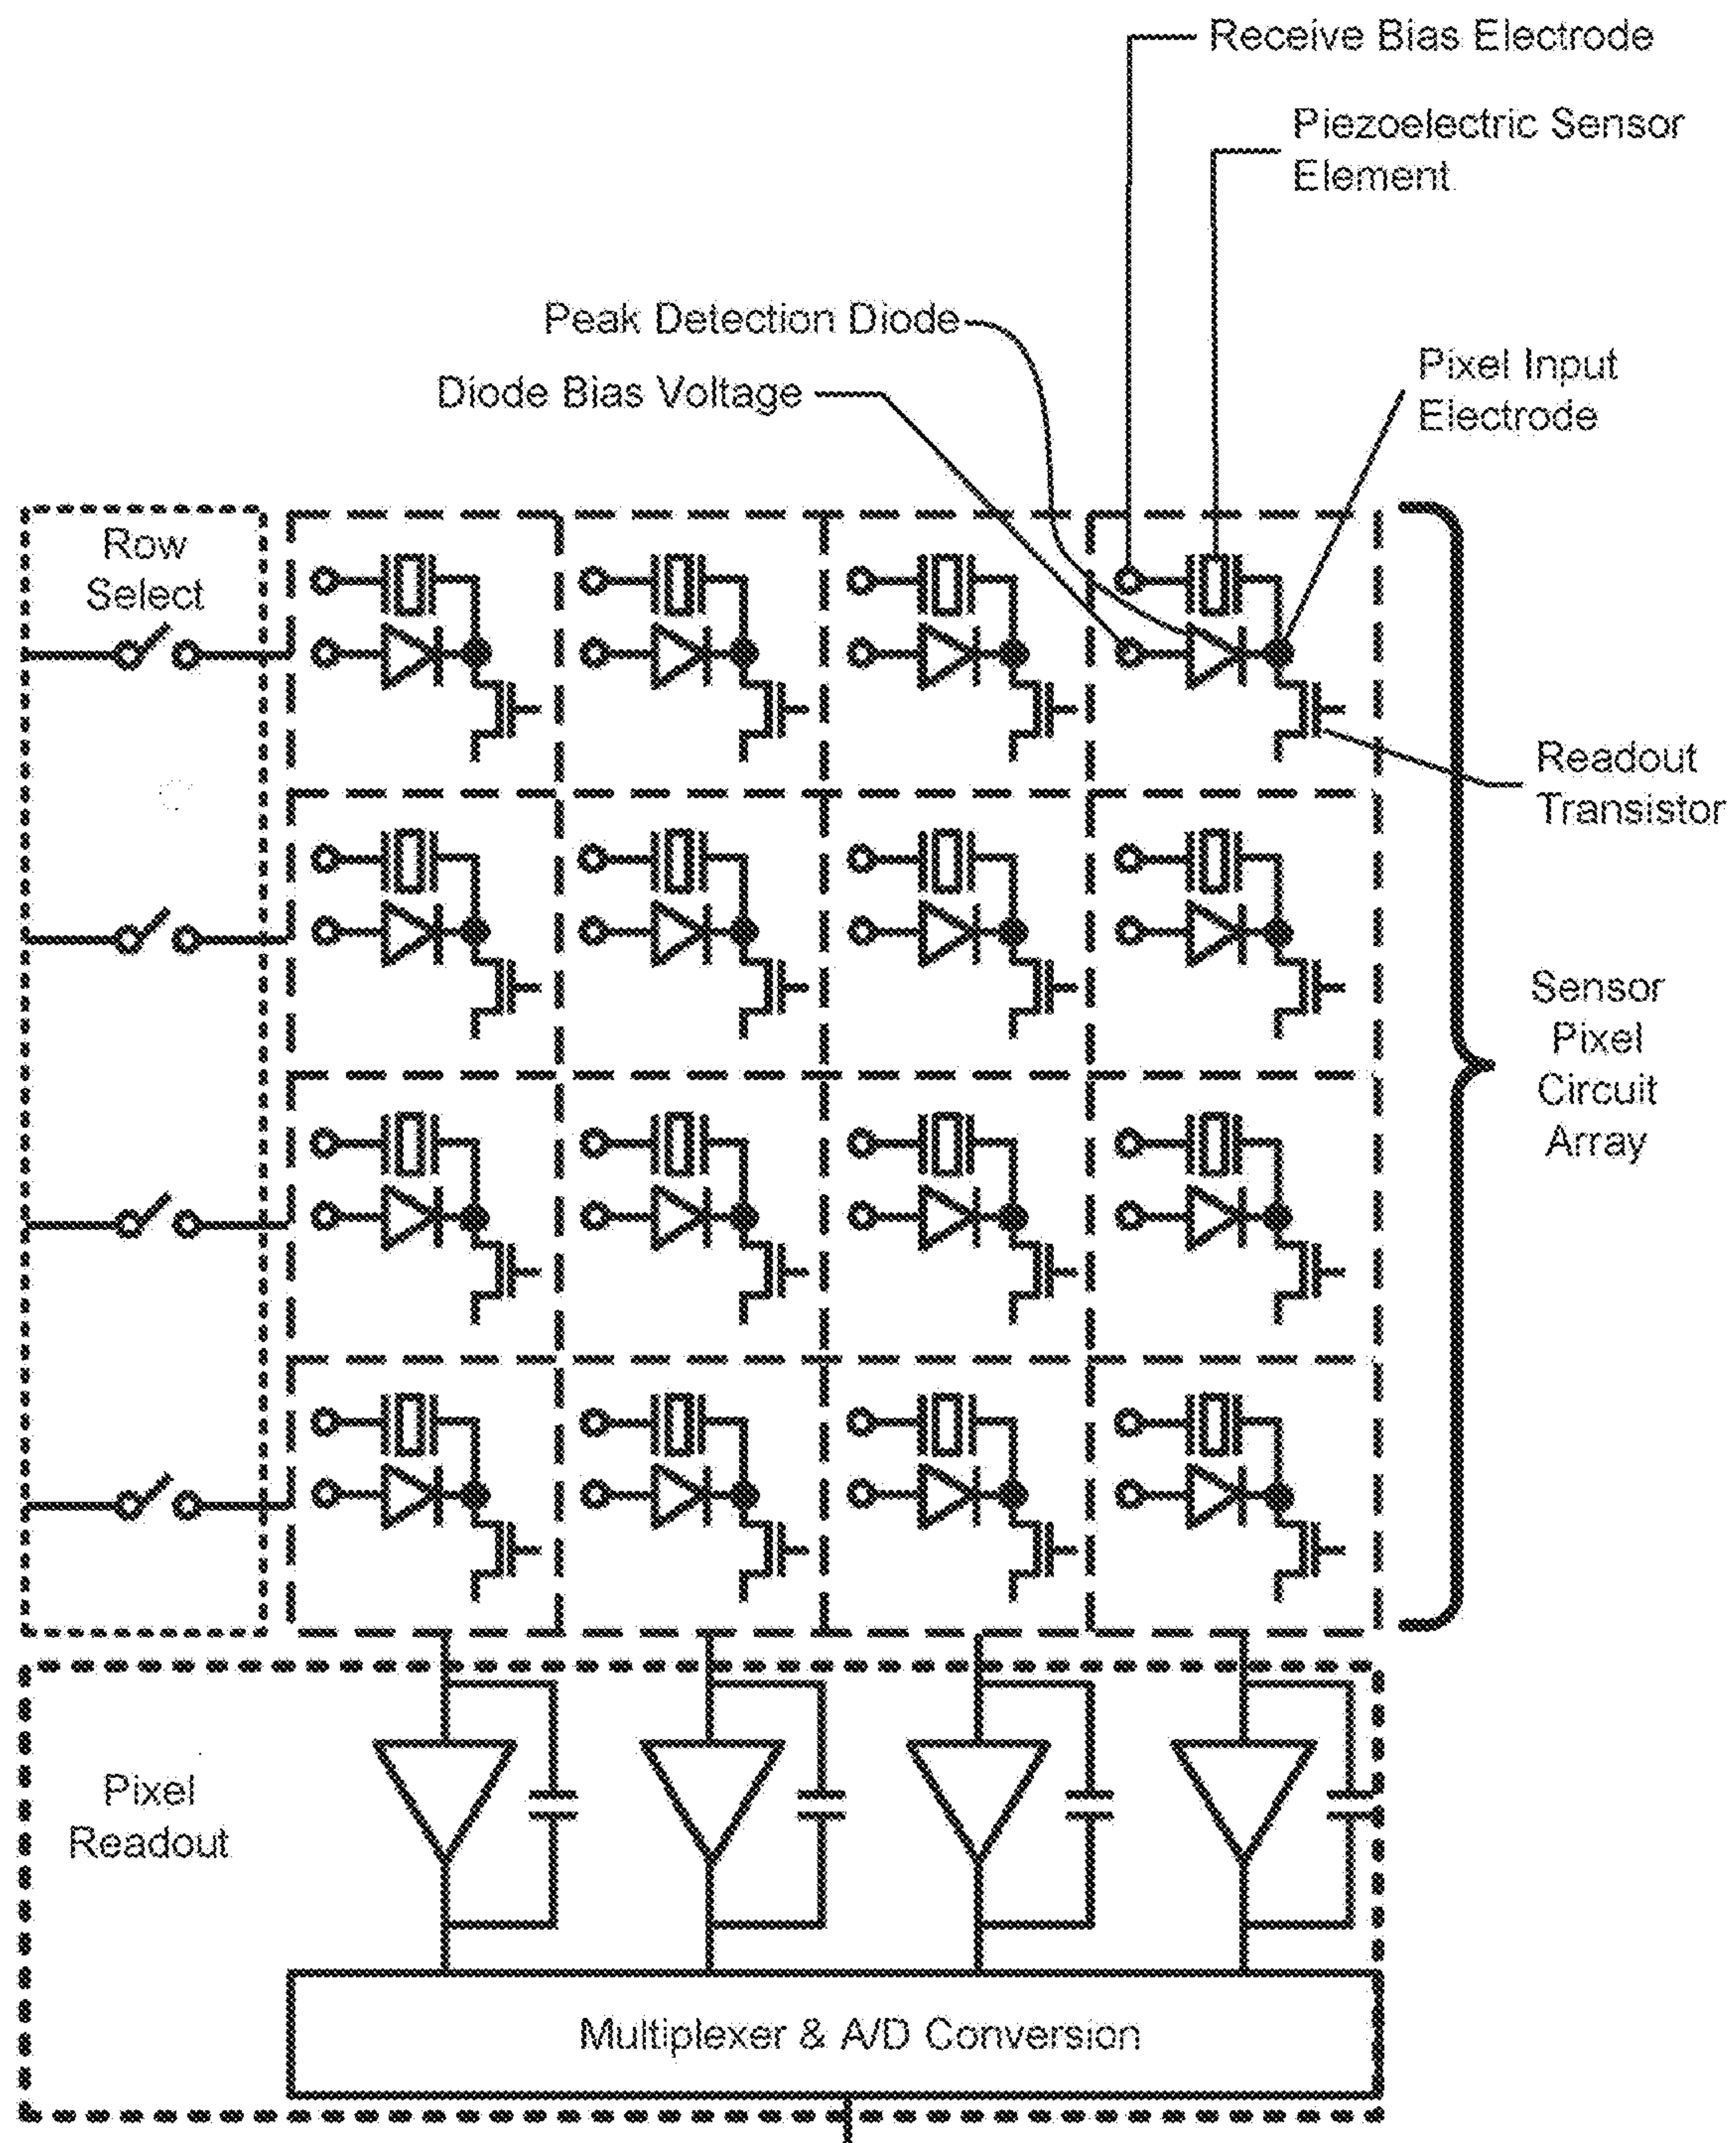 Receive Bias Electrode
Piezoelectric Sensor
Element
Peak Detection Diode
Diode Bias Voltage
Pixel Input
Electrode
Row
Select
Readout
Transistor
Sensor
Pixel
Circuit
Array
Pixel
Readout
Multiplexer & A/D Conversion